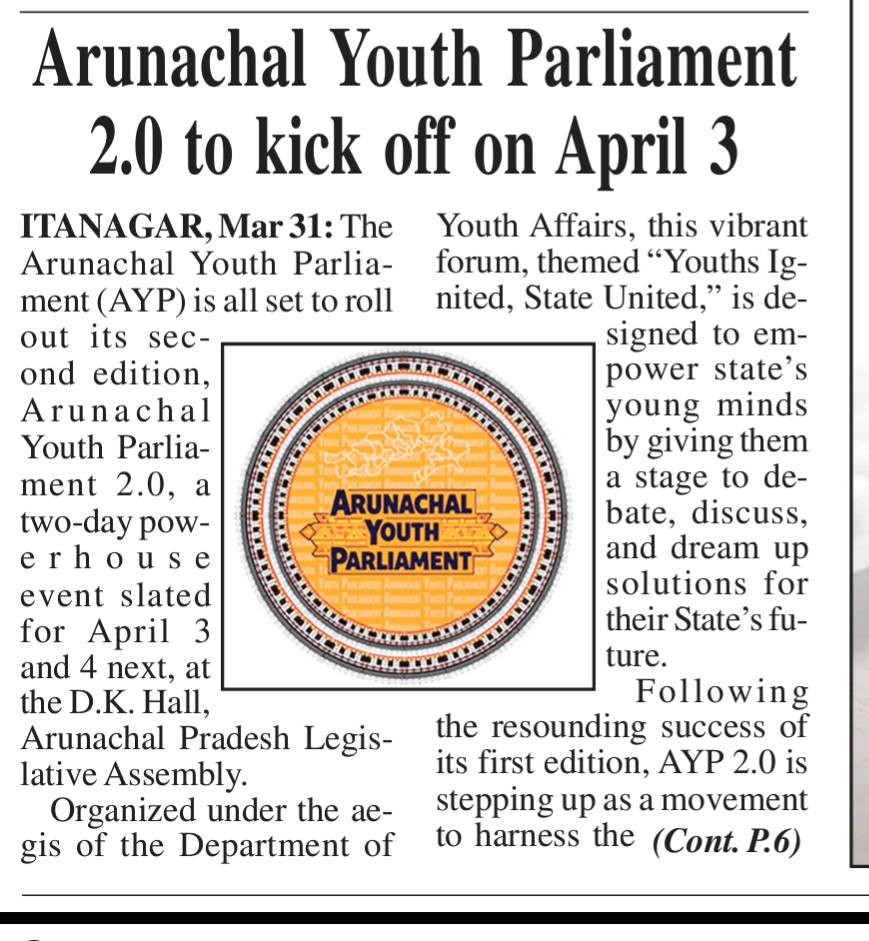 Arunachal Youth Parliament
2.0 to kick off on April 3
ITANAGAR, Mar 31: The
Arunachal Youth Parlia-
ment (AYP) is all set to roll
out its sec-
ond edition,
Arunachal
Youth Parlia-
ment 2.0, a
two-day pow-
erhouse
event slated
for April 3
and 4 next, at
the D.K. Hall,
Arunachal Pradesh Legis-
lative Assembly.
Organized under the ae-
gis of the Department of
ARUNACHAL
YOUTH
PARLIAMENT
Youth Affairs, this vibrant
forum, themed “Youths Ig-
nited, State United,” is de-
signed to em-
power state’s
young minds
by giving them
a stage to de-
bate, discuss,
and dream up
solutions for
their State’s fu-
ture.
Following
the resounding success of
its first edition, AYP 2.0 is
stepping up as a movement
to harness the (Cont. P.6)